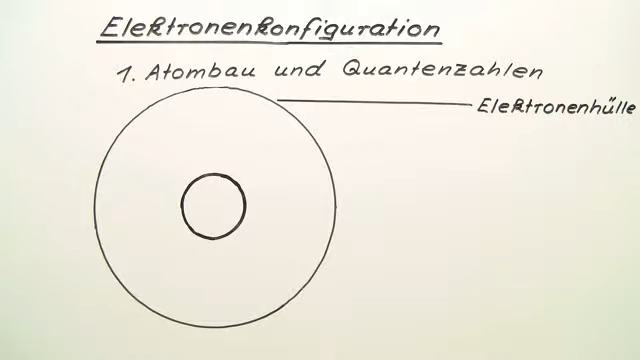 Elektronenkonfiguration
1. Atombau und Quantenzahlen
Elektronenhülle